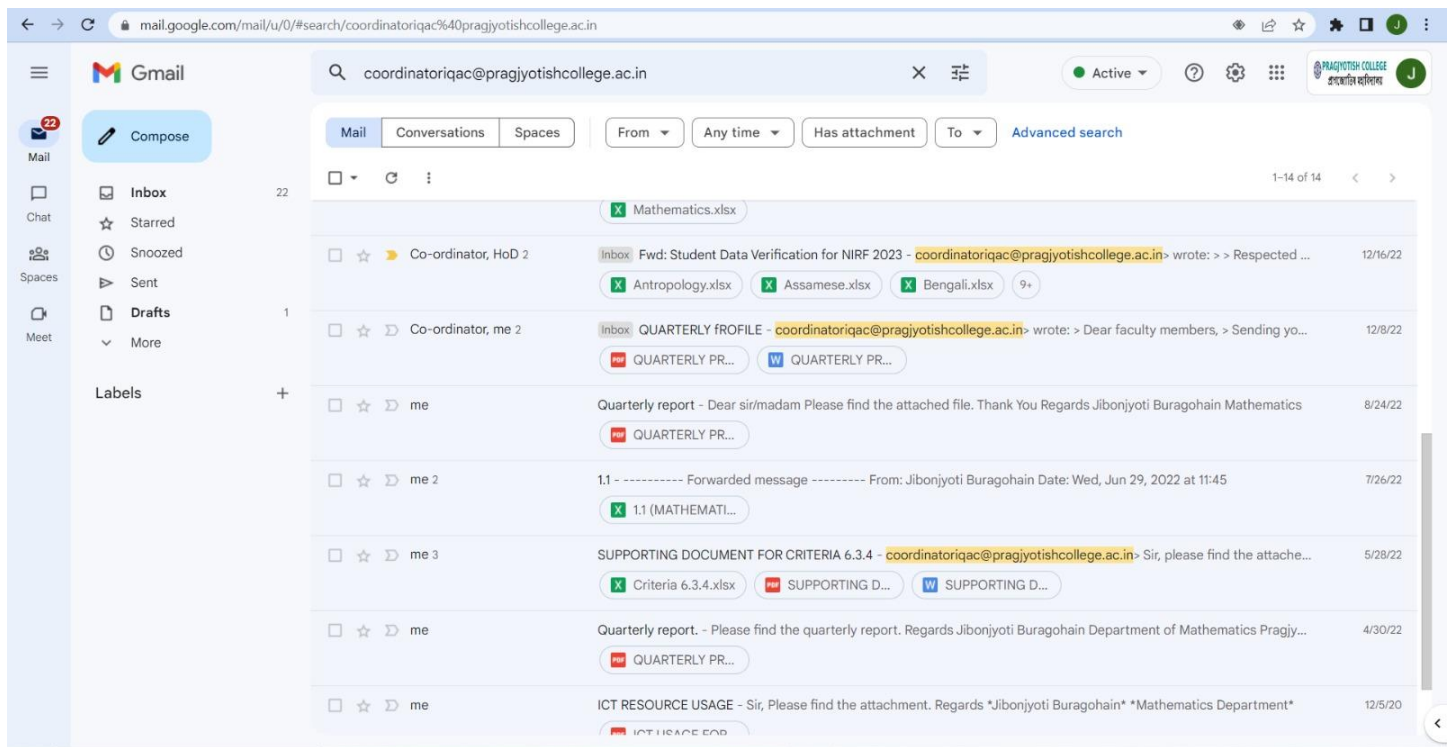 mail.google.com/mail/u/0/#search/coordinatoriqac%40pragjyotishcollege.ac.in
J
Gmail
coordinatoriqac@pragjyotishcollege.ac.in
Active
PRAGJYOTISH COLLEGE
J
22
Mail
Chat
Spaces
Meet
Compose
Inbox 22
Starred
Snoozed
Sent
Drafts 1
More
Labels
Mail Conversations Spaces From Any time Has attachment To Advanced search
1–14 of 14
Mathematics.xlsx
Co-ordinator, HoD 2 Inbox Fwd: Student Data Verification for NIRF 2023 - coordinatoriqac@pragjyotishcollege.ac.in> wrote: > > Respected ... 12/16/22
Antropology.xlsx Assamese.xlsx Bengali.xlsx 9+
Co-ordinator, me 2 Inbox QUARTERLY fROFILE - coordinatoriqac@pragjyotishcollege.ac.in> wrote: > Dear faculty members, > Sending yo... 12/8/22
PDF QUARTERLY PR... W QUARTERLY PR...
me Quarterly report - Dear sir/madam Please find the attached file. Thank You Regards Jibonjyoti Buragohain Mathematics 8/24/22
PDF QUARTERLY PR...
me 2 1.1 - ---------- Forwarded message --------- From: Jibonjyoti Buragohain Date: Wed, Jun 29, 2022 at 11:45 7/26/22
X 1.1 (MATHEMATI...
me 3 SUPPORTING DOCUMENT FOR CRITERIA 6.3.4 - coordinatoriqac@pragjyotishcollege.ac.in> Sir, please find the attache... 5/28/22
X Criteria 6.3.4.xlsx PDF SUPPORTING D... W SUPPORTING D...
me Quarterly report. - Please find the quarterly report. Regards Jibonjyoti Buragohain Department of Mathematics Pragjy... 4/30/22
PDF QUARTERLY PR...
me ICT RESOURCE USAGE - Sir, Please find the attachment. Regards *Jibonjyoti Buragohain* *Mathematics Department* 12/5/20
ICT USAGE FOR